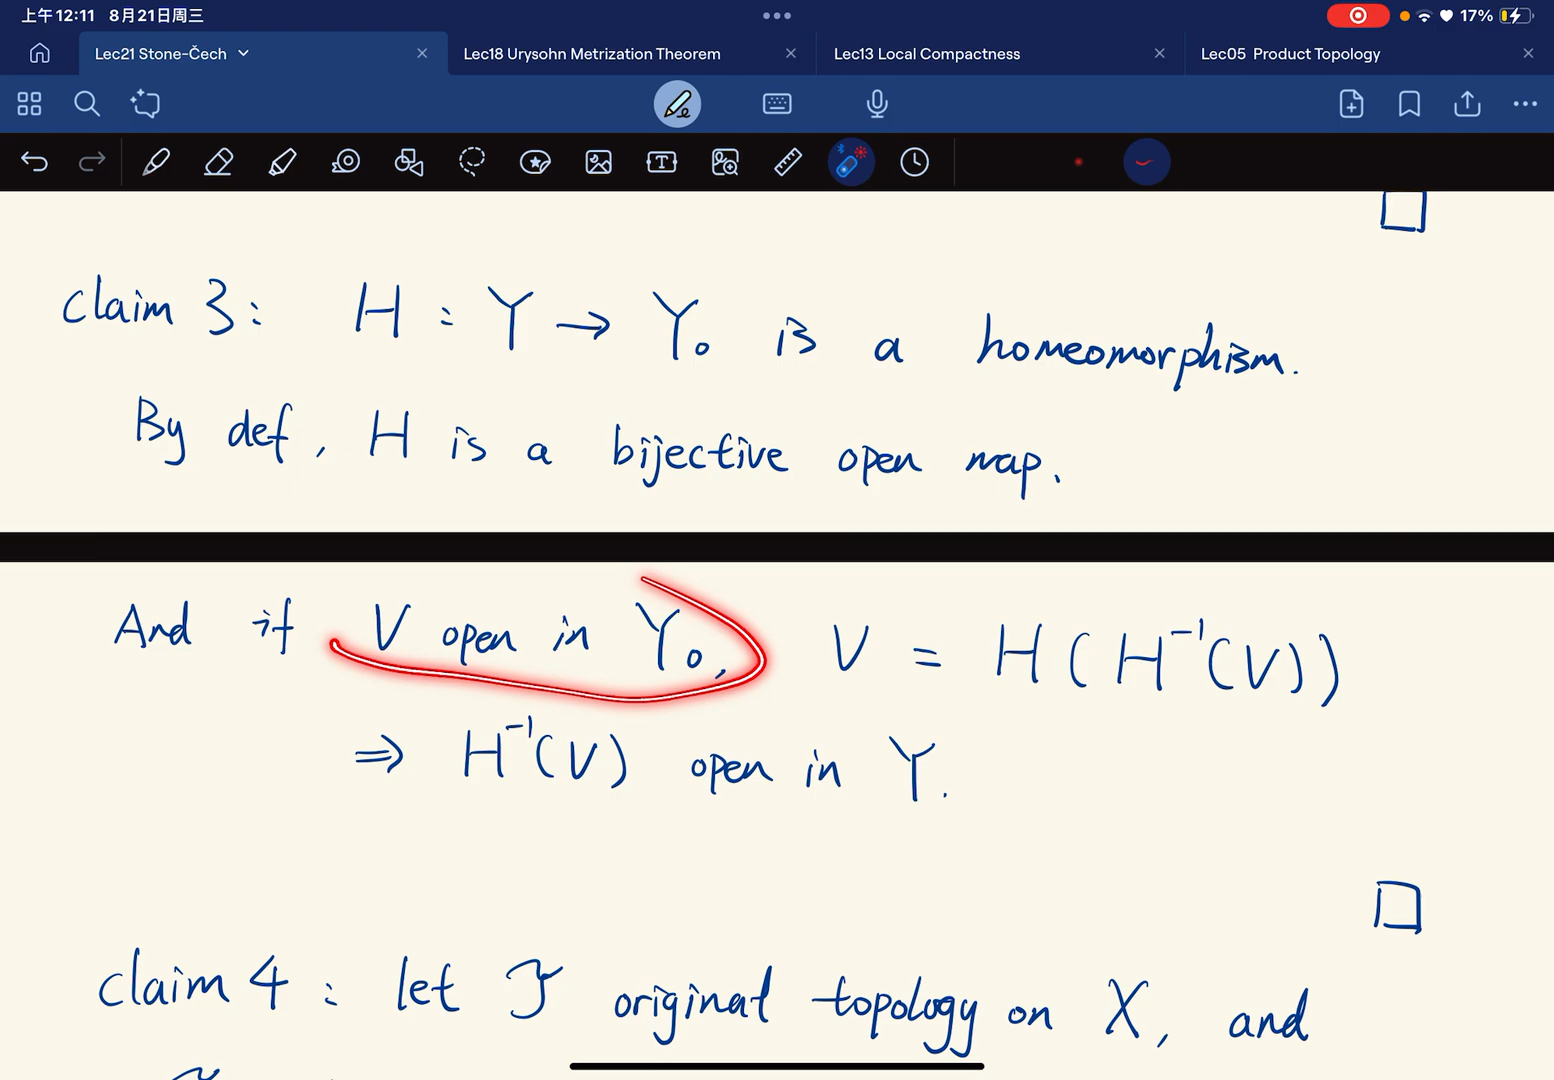 上午12:11 8月21日周三
17%
Lec21 Stone-Čech
Lec18 Urysohn Metrization Theorem
Lec13 Local Compactness
Lec05 Product Topology
claim 3: H : Y → Y₀ is a homeomorphism.
By def, H is a bijective open map.
And if V open in Y₀, V = H(H⁻¹(V))
⇒ H⁻¹(V) open in Y.
□
claim 4: let 𝒯 original topology on X, and